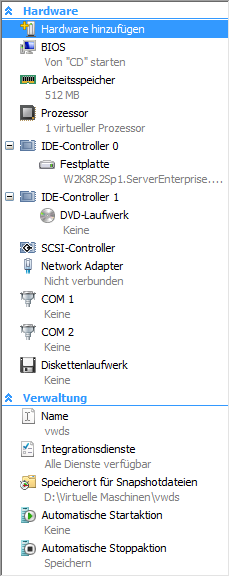 Hardware
Hardware hinzufügen
BIOS
Von "CD" starten
Arbeitsspeicher
512 MB
Prozessor
1 virtueller Prozessor
IDE-Controller 0
Festplatte
W2K8R2Sp1.ServerEnterprise....
IDE-Controller 1
DVD-Laufwerk
Keine
SCSI-Controller
Network Adapter
Nicht verbunden
COM 1
Keine
COM 2
Keine
Diskettenlaufwerk
Keine
Verwaltung
Name
vwds
Integrationsdienste
Alle Dienste verfügbar
Speicherort für Snapshotdateien
D:\Virtuelle Maschinen\vwds
Automatische Startaktion
Keine
Automatische Stoppaktion
Speichern